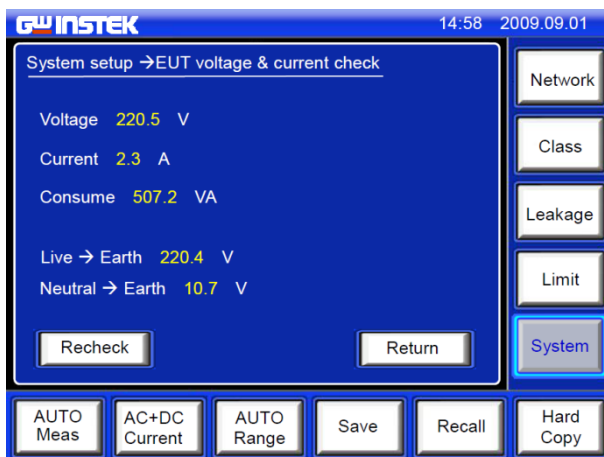 GWINSTEK 14:58 2009.09.01
System setup →EUT voltage & current check
Voltage 220.5 V
Current 2.3 A
Consume 507.2 VA
Live → Earth 220.4 V
Neutral → Earth 10.7 V
Recheck
Return
Network
Class
Leakage
Limit
System
AUTO
Meas
AC+DC
Current
AUTO
Range
Save
Recall
Hard
Copy